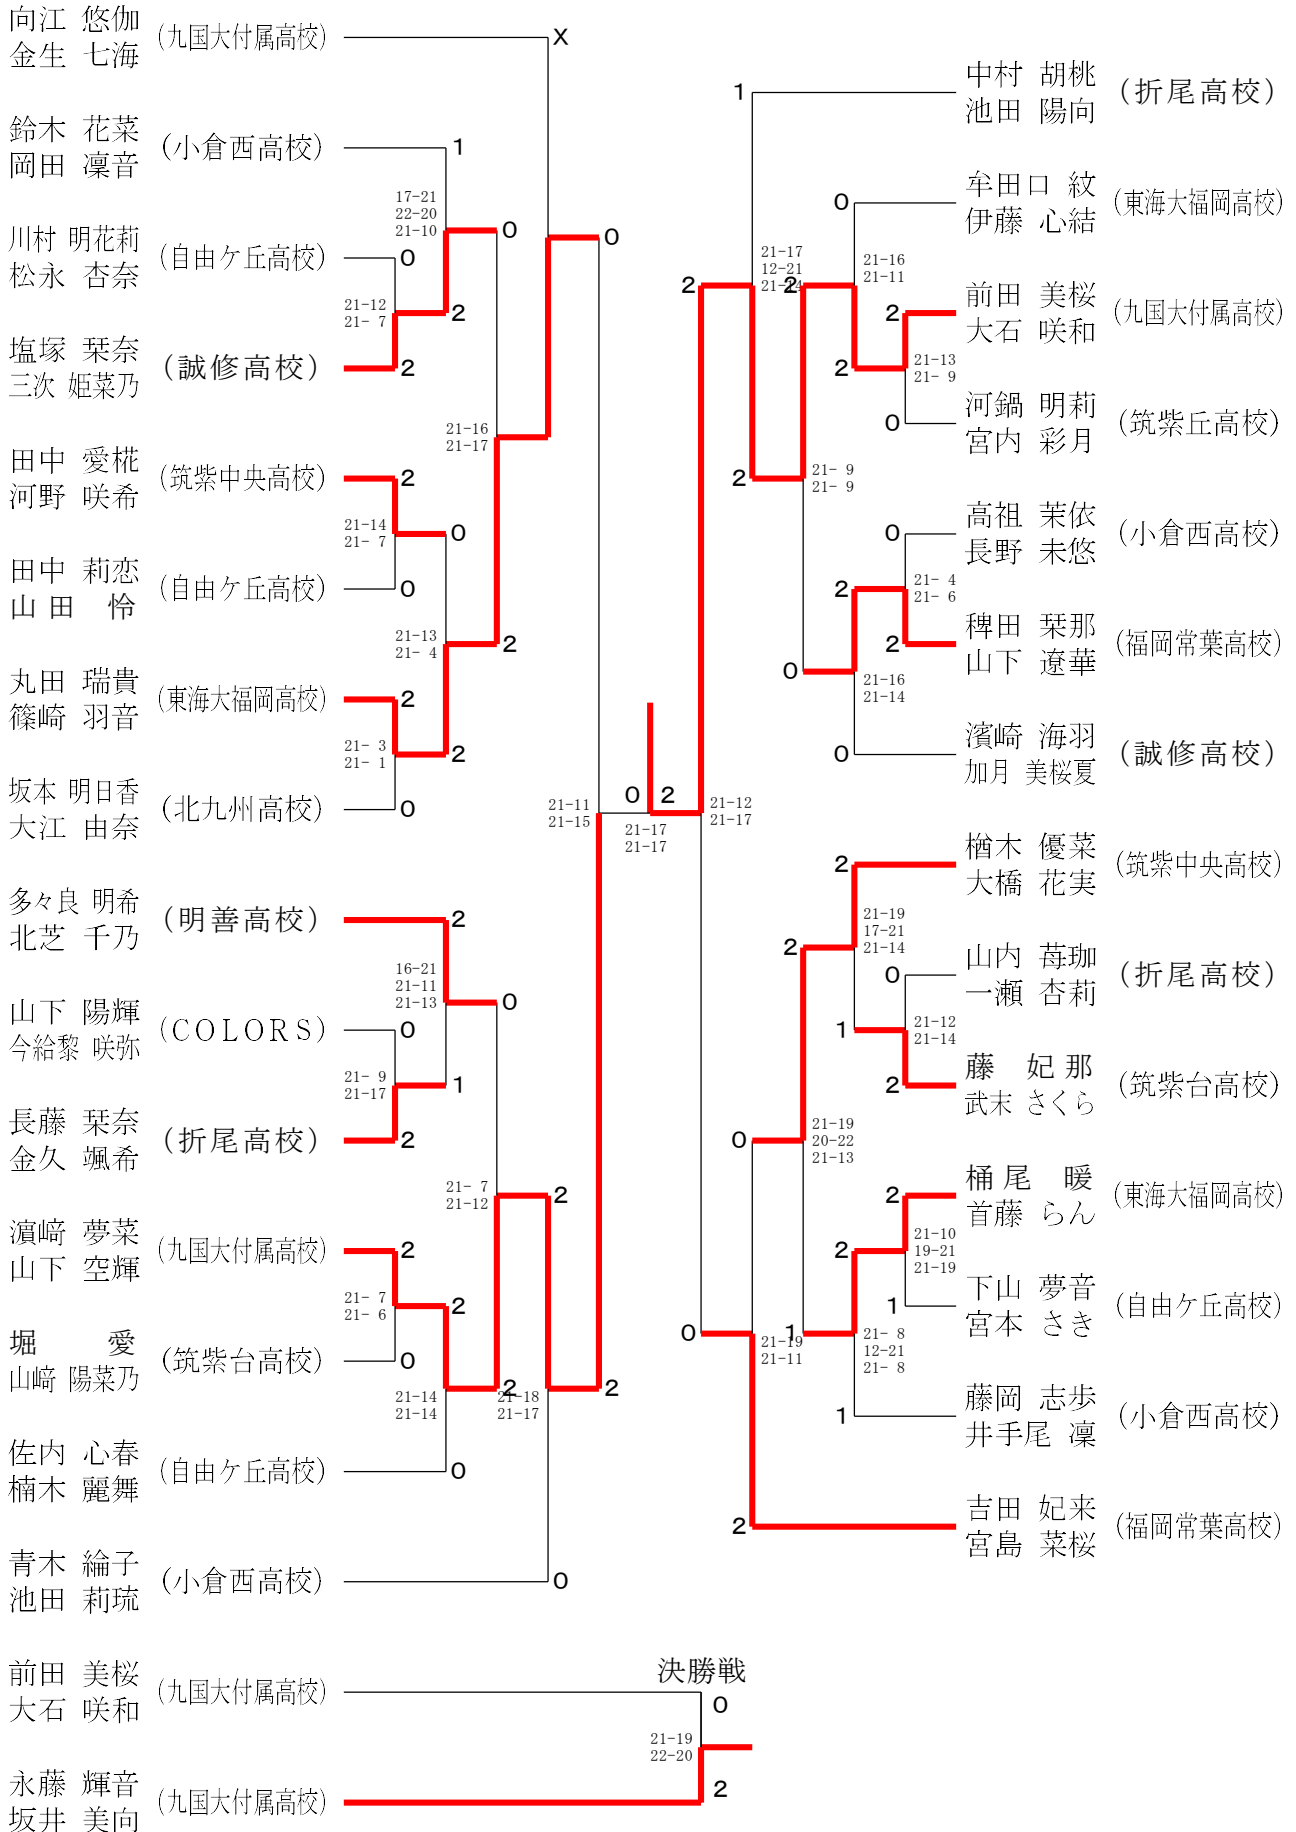 向江 悠伽
金生 七海
(九国大付属高校)
X
鈴木 花菜
岡田 凜音
(小倉西高校)
1
17-21
22-20
21-10
0
川村 明花莉
松永 杏奈
(自由ケ丘高校)
0
21-12
21- 7
2
塩塚 栞奈
三次 姫菜乃
(誠修高校)
2
0
21-16
21-17
田中 愛椛
河野 咲希
(筑紫中央高校)
2
21-14
21- 7
0
田中 莉恋
山田 怜
(自由ケ丘高校)
0
21-13
21- 4
2
丸田 瑞貴
篠崎 羽音
(東海大福岡高校)
2
21- 3
21- 1
2
坂本 明日香
大江 由奈
(北九州高校)
0
21-11
21-15
多々良 明希
北芝 千乃
(明善高校)
2
16-21
21-11
21-13
0
山下 陽輝
今給黎 咲弥
(COLORS)
0
21- 9
21-17
1
長藤 栞奈
金久 颯希
(折尾高校)
2
21- 7
21-12
2
濵﨑 夢菜
山下 空輝
(九国大付属高校)
2
21- 7
21- 6
2
堀 愛
山﨑 陽菜乃
(筑紫台高校)
0
21-14
21-14
2
21-18
21-17
2
佐内 心春
楠木 麗舞
(自由ケ丘高校)
0
青木 綸子
池田 莉琉
(小倉西高校)
0
0 2
21-17
21-17
中村 胡桃
池田 陽向
(折尾高校)
1
牟田口 紋
伊藤 心結
(東海大福岡高校)
0
21-17
12-21
21-14
2
2
21-16
21-11
前田 美桜
大石 咲和
(九国大付属高校)
2
21-13
21- 9
2
河鍋 明莉
宮内 彩月
(筑紫丘高校)
0
2
21- 9
21- 9
高祖 茉依
長野 未悠
(小倉西高校)
0
21- 4
21- 6
2
稗田 栞那
山下 遼華
(福岡常葉高校)
2
0
21-16
21-14
濱崎 海羽
加月 美桜夏
(誠修高校)
0
21-12
21-17
楢木 優菜
大橋 花実
(筑紫中央高校)
2
21-19
17-21
21-14
2
山内 苺珈
一瀬 杏莉
(折尾高校)
0
21-12
21-14
1
藤 妃那
武末 さくら
(筑紫台高校)
2
0
21-19
20-22
21-13
桶尾 暖
首藤 らん
(東海大福岡高校)
2
21-10
19-21
21-19
2
下山 夢音
宮本 さき
(自由ケ丘高校)
1
0
21-19
21-11
1
21- 8
12-21
21- 8
藤岡 志歩
井手尾 凜
(小倉西高校)
1
吉田 妃来
宮島 菜桜
(福岡常葉高校)
2
決勝戦
前田 美桜
大石 咲和
(九国大付属高校)
0
21-19
22-20
永藤 輝音
坂井 美向
(九国大付属高校)
2